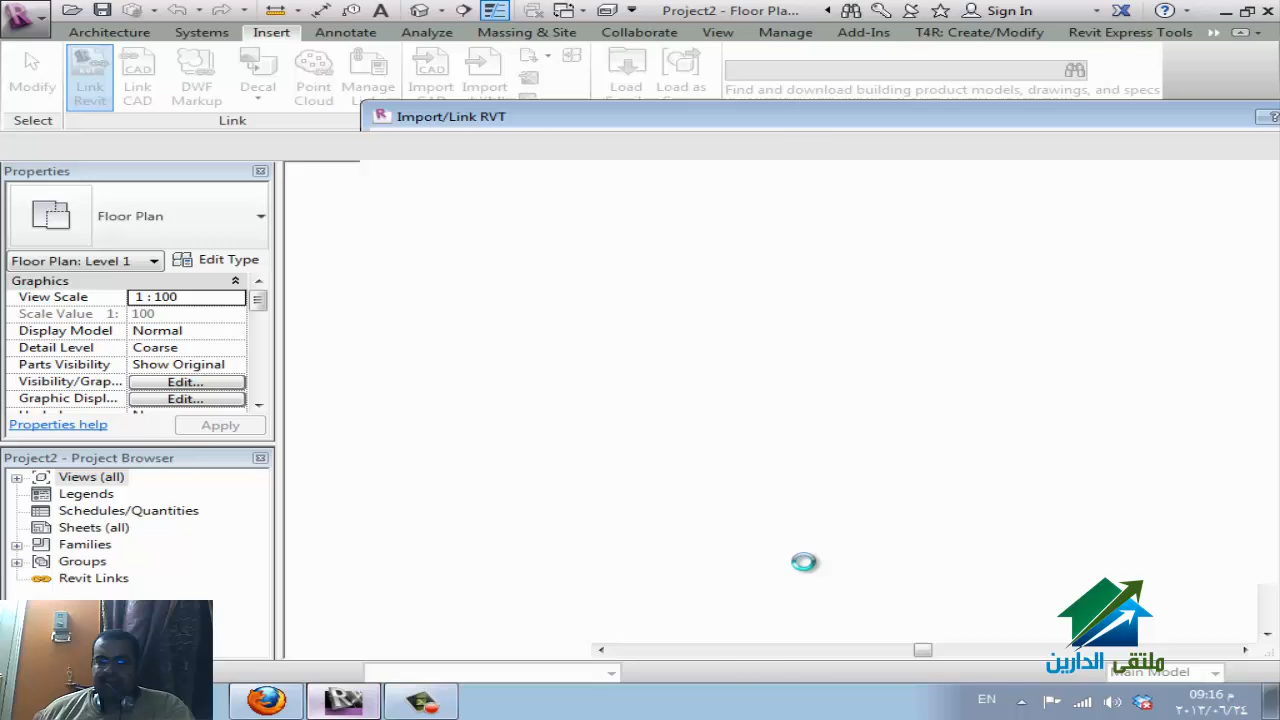 Project2 - Floor Pla...
Sign In
Architecture
Systems
Insert
Annotate
Analyze
Massing & Site
Collaborate
View
Manage
Add-Ins
T4R: Create/Modify
Revit Express Tools
Modify
Link
Revit
Link
CAD
DWF
Markup
Decal
Point
Cloud
Manage
Import
Import
Load
Load as
Find and download building product models, drawings, and specs
Select
Link
Import/Link RVT
Properties
Floor Plan
Floor Plan: Level 1
Edit Type
Graphics
View Scale
1 : 100
Scale Value 1:
100
Display Model
Normal
Detail Level
Coarse
Parts Visibility
Show Original
Visibility/Grap...
Edit...
Graphic Displ...
Edit...
Properties help
Apply
Project2 - Project Browser
Views (all)
Legends
Schedules/Quantities
Sheets (all)
Families
Groups
Revit Links
ملتقى الدارين
Main Model
EN
09:16 م
٢٠١٣/٠٦/٢٤